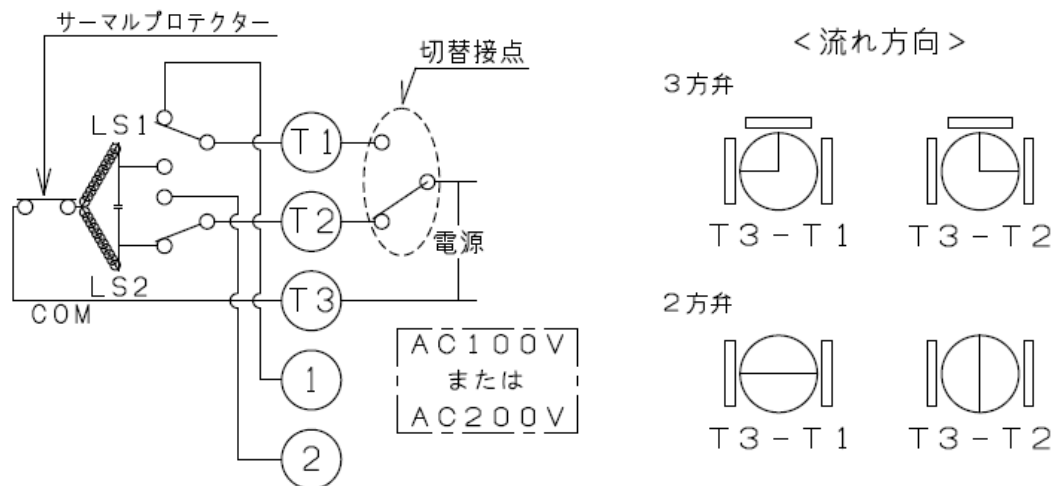 サーマルプロテクター
切替接点
LS1
LS2
COM
T1
T2
T3
1
2
電源
AC100V
または
AC200V
＜流れ方向＞
3方弁
T3-T1
T3-T2
2方弁
T3-T1
T3-T2